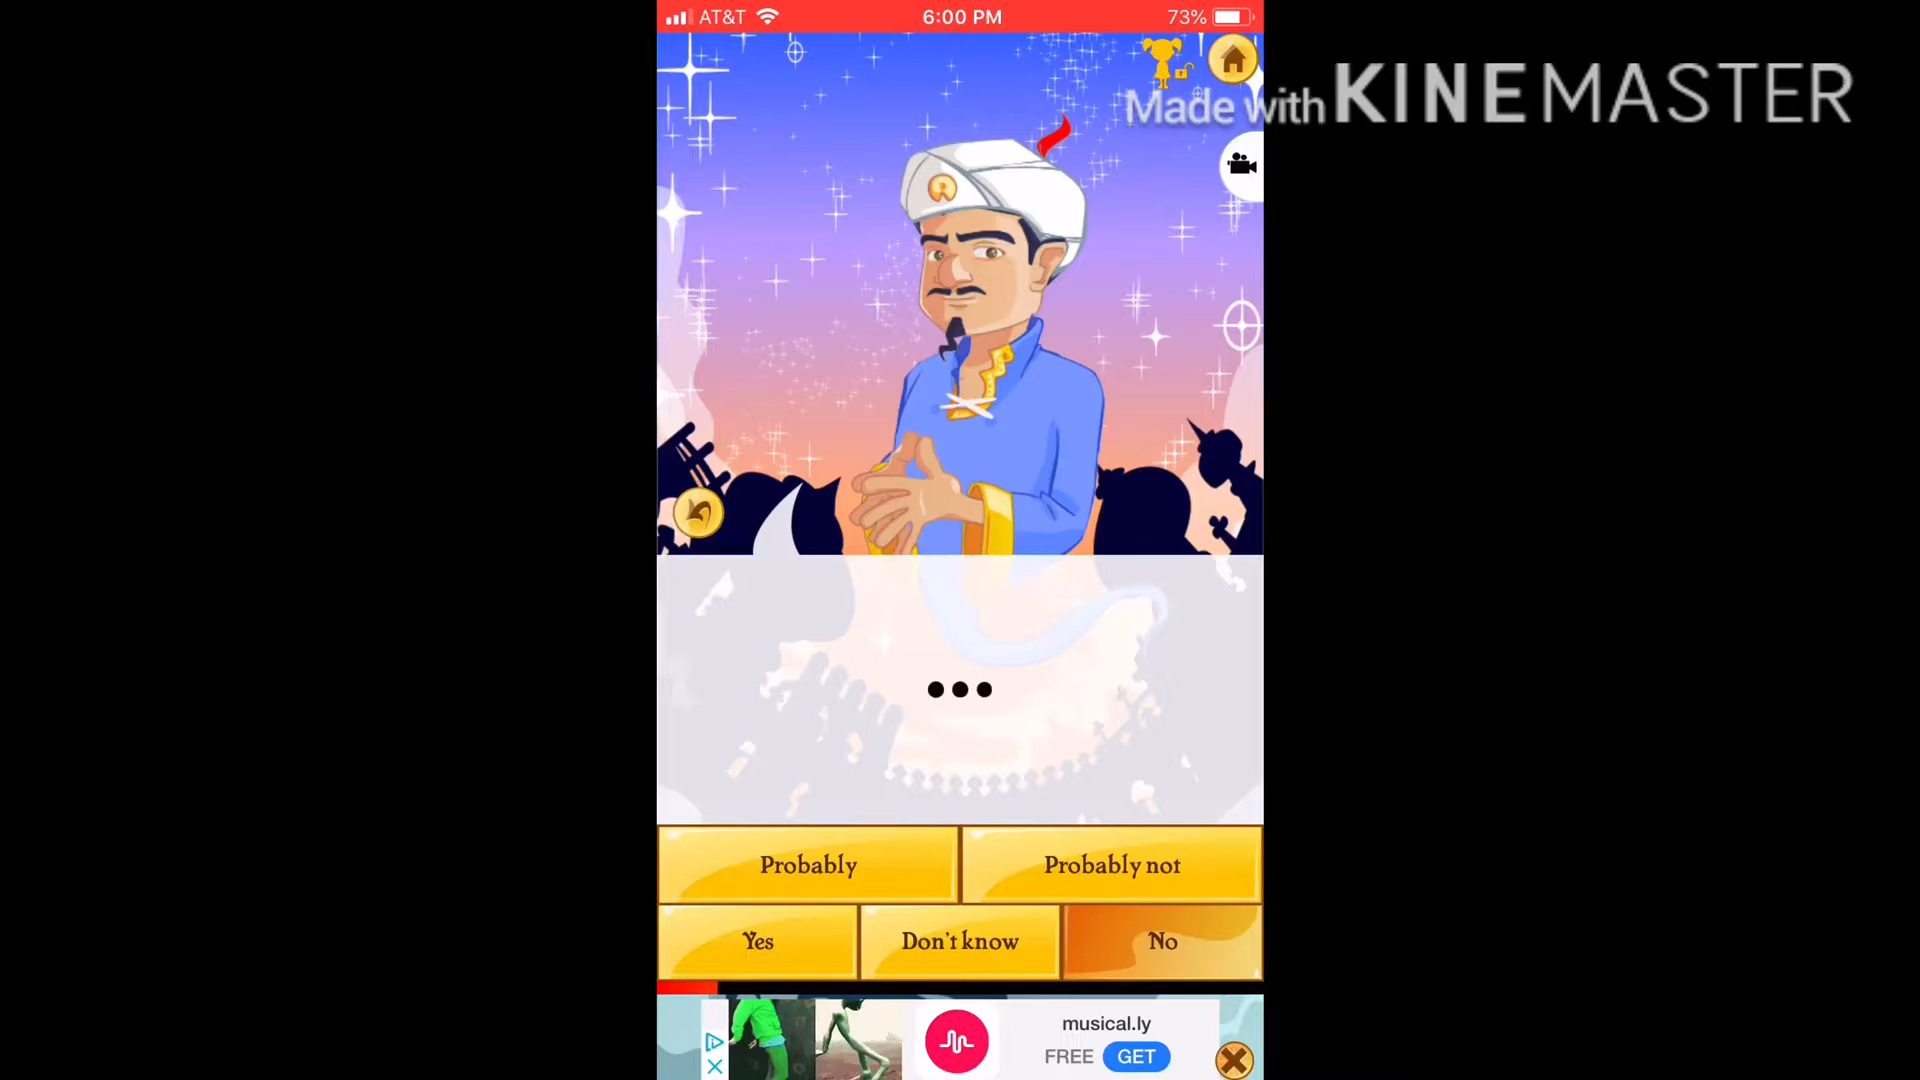 AT&T
6:00 PM
73%
Made with KINEMASTER
•••
Probably
Probably not
Yes
Don't know
No
musical.ly
FREE
GET